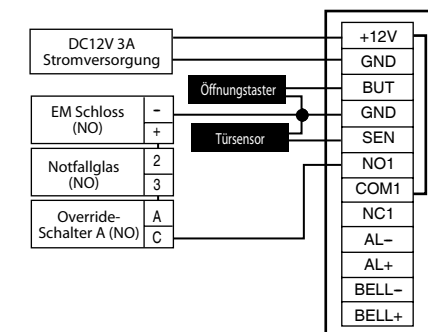 DC12V 3A
Stromversorgung
EM Schloss
(NO)
-
+
Notfallglas
(NO)
2
3
Override-
Schalter A (NO)
A
C
Öffnungstaster
Türsensor
+12V
GND
BUT
GND
SEN
NO1
COM1
NC1
AL-
AL+
BELL-
BELL+